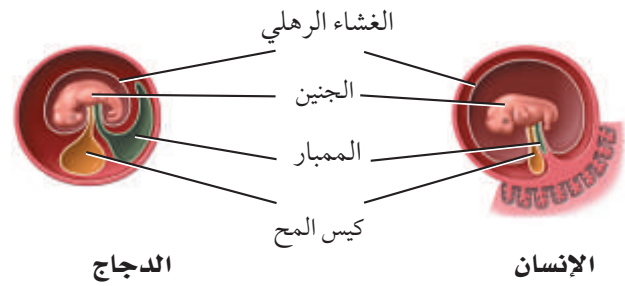 الغشاء الرهلي
الجنين
الممبار
كيس المح
الإنسان
الدجاج